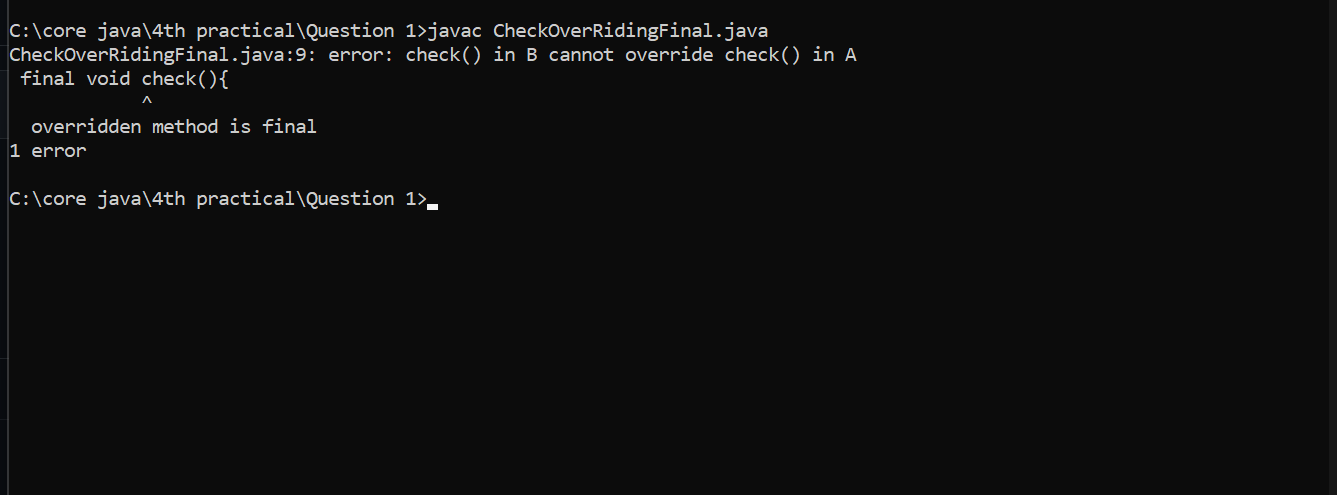 C:\core java\4th practical\Question 1>javac CheckOverRidingFinal.java
CheckOverRidingFinal.java:9: error: check() in B cannot override check() in A
 final void check(){
            ^
  overridden method is final
1 error
C:\core java\4th practical\Question 1>